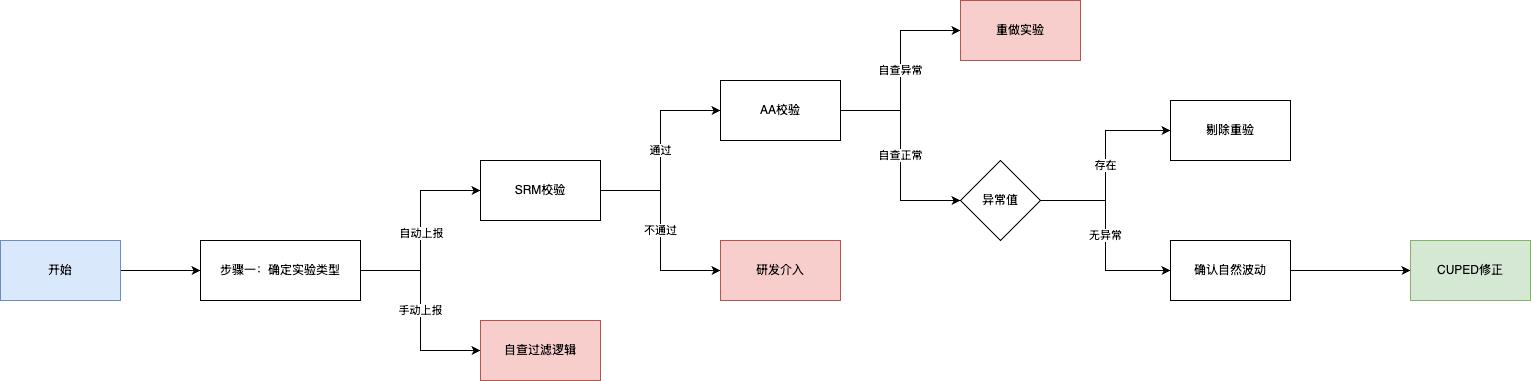 开始
步骤一：确定实验类型
自动上报
手动上报
SRM校验
自查过滤逻辑
通过
不通过
AA校验
研发介入
自查异常
自查正常
重做实验
异常值
存在
无异常
剔除重验
确认自然波动
CUPED修正